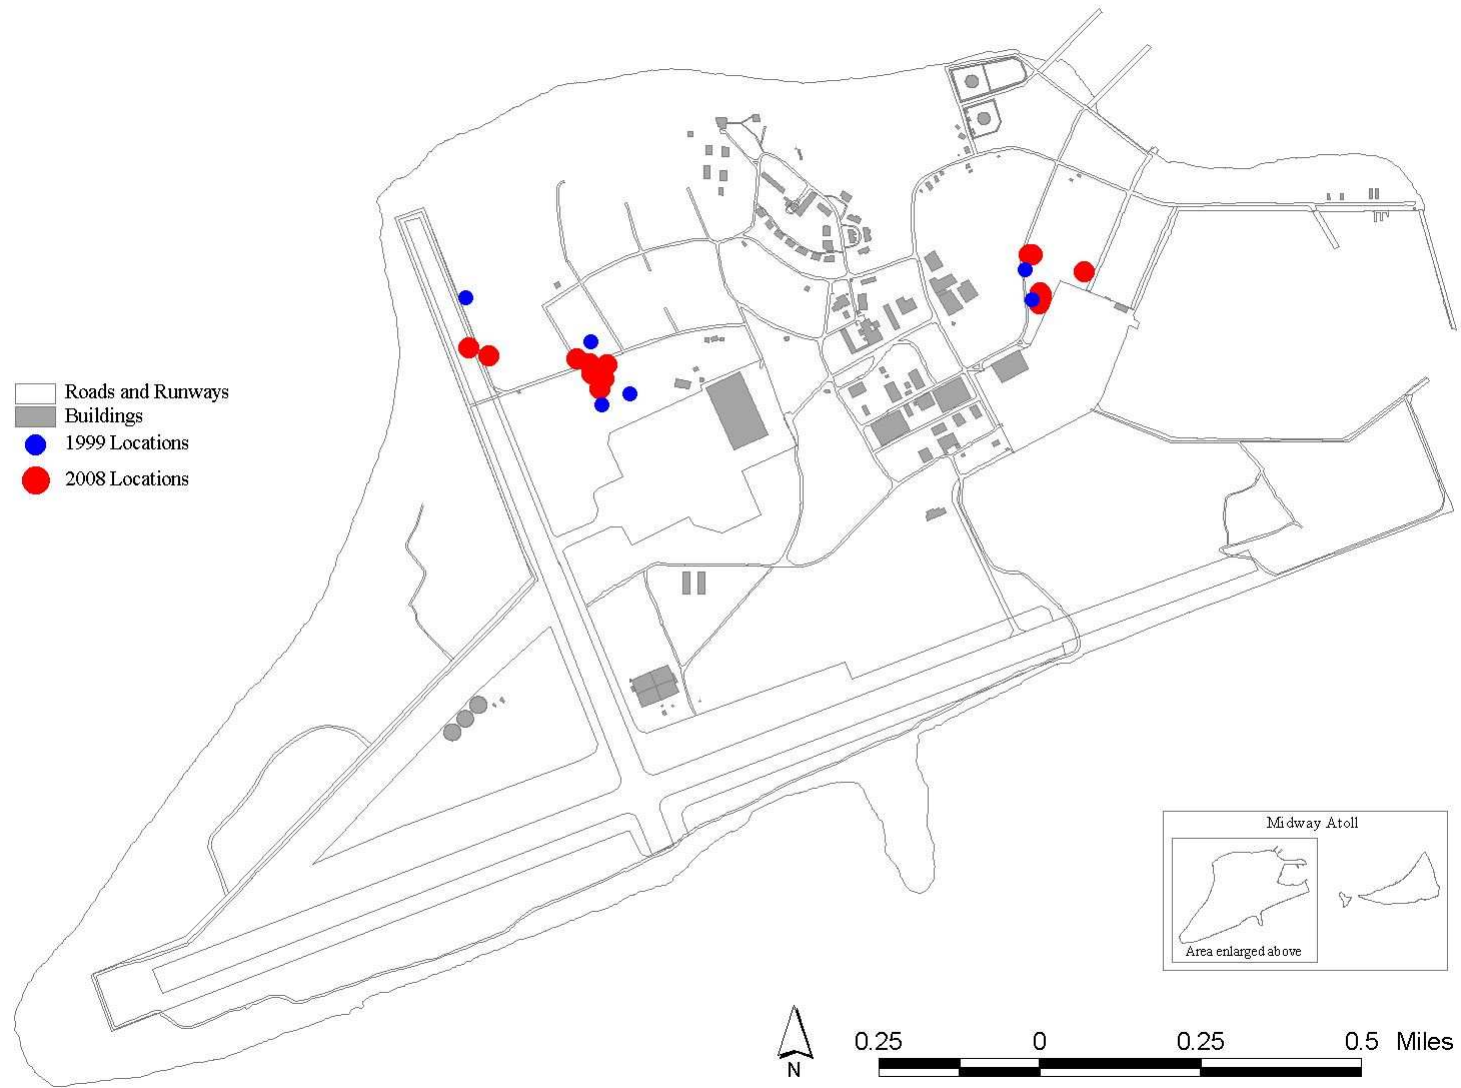 Roads and Runways
Buildings
1999 Locations
2008 Locations
Midway Atoll
Area enlarged above
N
0.25 0 0.25 0.5 Miles